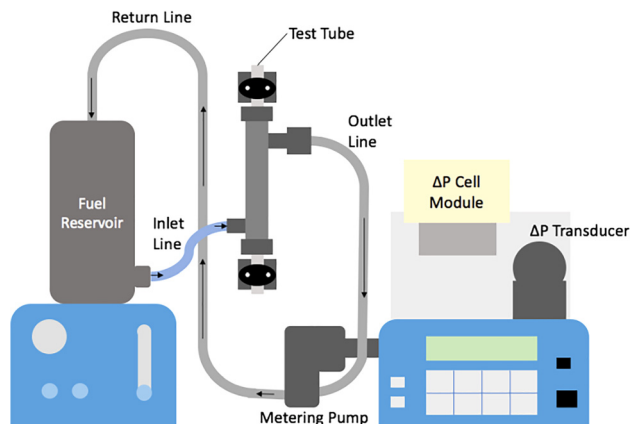 Return Line
Test Tube
Outlet
Line
ΔP Cell
Module
Fuel
Reservoir
Inlet
Line
ΔP Transducer
Metering Pump